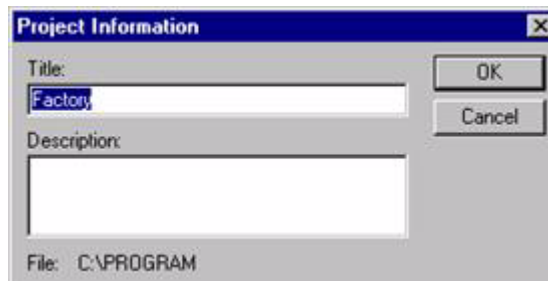 Project Information
Title:
OK
Factory
Cancel
Description:
File: C:\PROGRAM